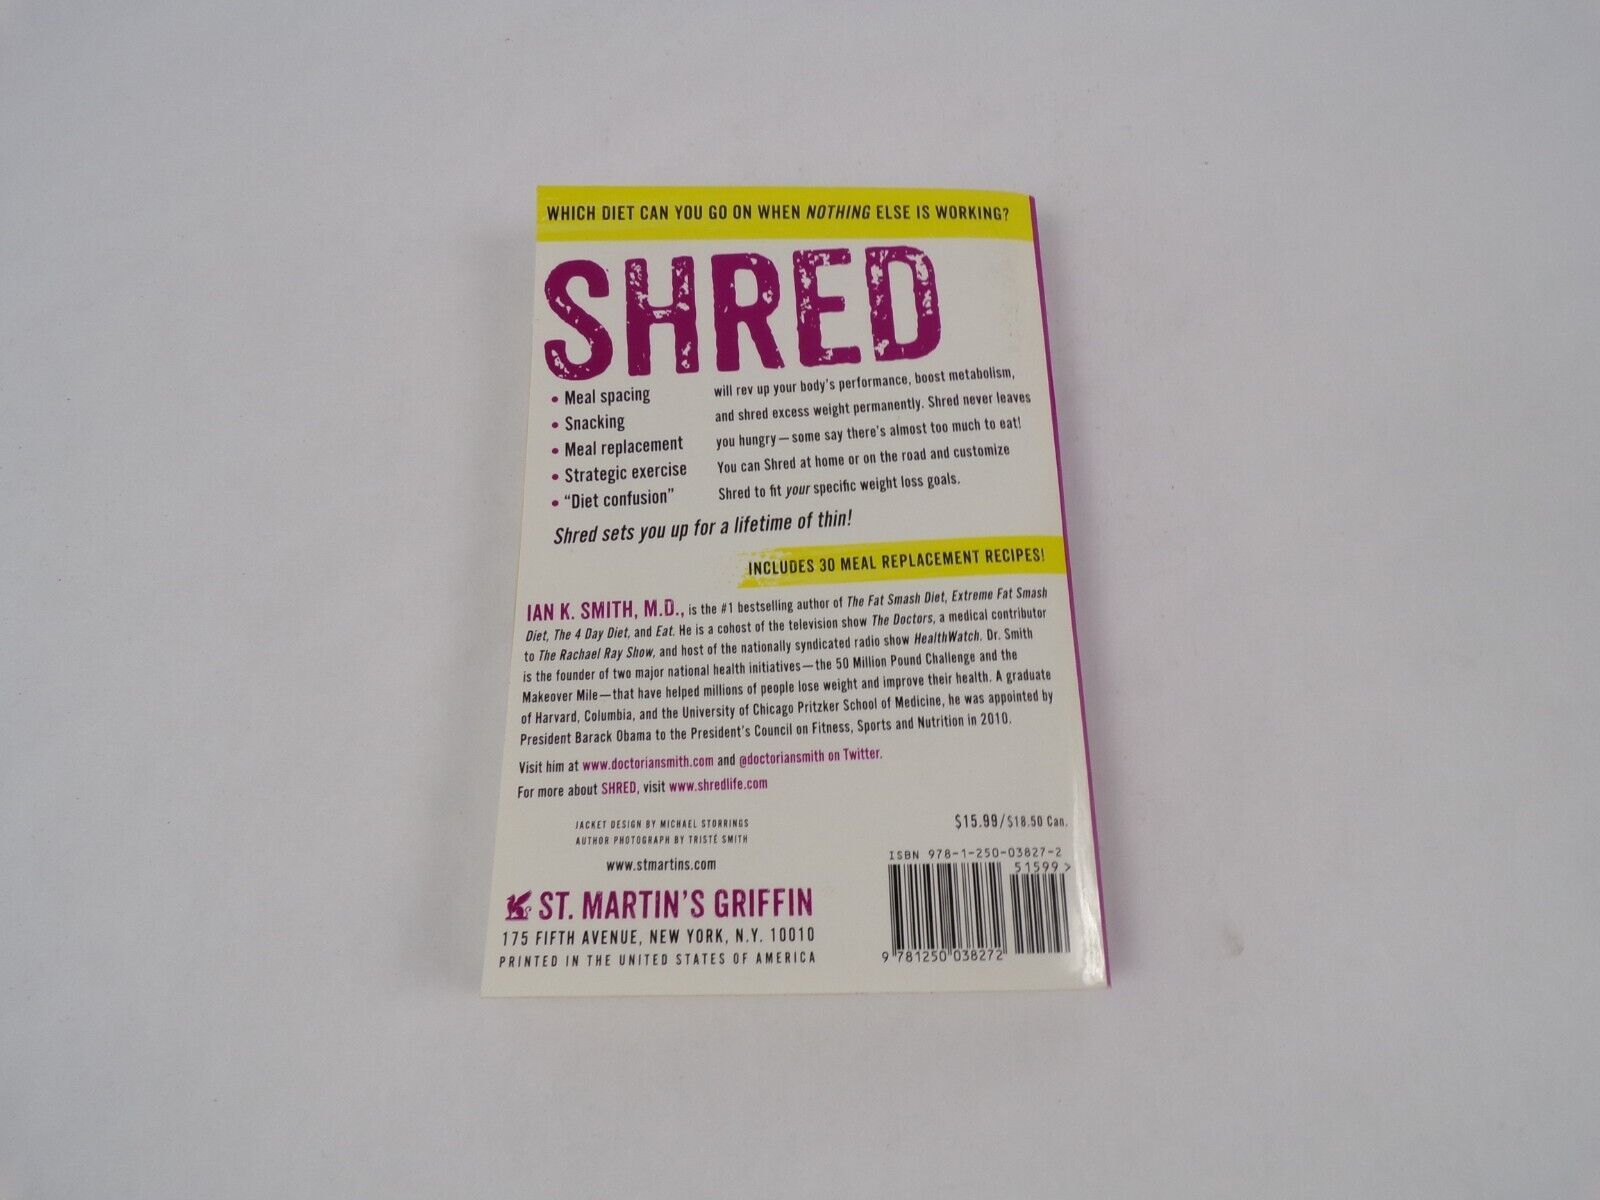 WHICH DIET CAN YOU GO ON WHEN NOTHING ELSE IS WORKING?
SHRED
• Meal spacing
• Snacking
• Meal replacement
• Strategic exercise
• "Diet confusion"
will rev up your body's performance, boost metabolism,
and shred excess weight permanently. Shred never leaves
you hungry—some say there's almost too much to eat!
You can Shred at home or on the road and customize
Shred to fit your specific weight loss goals.
Shred sets you up for a lifetime of thin!
INCLUDES 30 MEAL REPLACEMENT RECIPES!
IAN K. SMITH, M.D., is the #1 bestselling author of The Fat Smash Diet, Extreme Fat Smash
Diet, The 4 Day Diet, and Eat. He is a cohost of the television show The Doctors, a medical contributor
to The Rachael Ray Show, and host of the nationally syndicated radio show HealthWatch. Dr. Smith
is the founder of two major national health initiatives—the 50 Million Pound Challenge and the
Makeover Mile—that have helped millions of people lose weight and improve their health. A graduate
of Harvard, Columbia, and the University of Chicago Pritzker School of Medicine, he was appointed by
President Barack Obama to the President's Council on Fitness, Sports and Nutrition in 2010.
Visit him at www.doctoriansmith.com and @doctoriansmith on Twitter.
For more about SHRED, visit www.shredlife.com
JACKET DESIGN BY MICHAEL STORRINGS
AUTHOR PHOTOGRAPH BY TRISTÉ SMITH
www.stmartins.com
ST. MARTIN'S GRIFFIN
175 FIFTH AVENUE, NEW YORK, N.Y. 10010
PRINTED IN THE UNITED STATES OF AMERICA
$15.99/$18.50 Can.
ISBN 978-1-250-03827-2
51599>
9 781250 038272